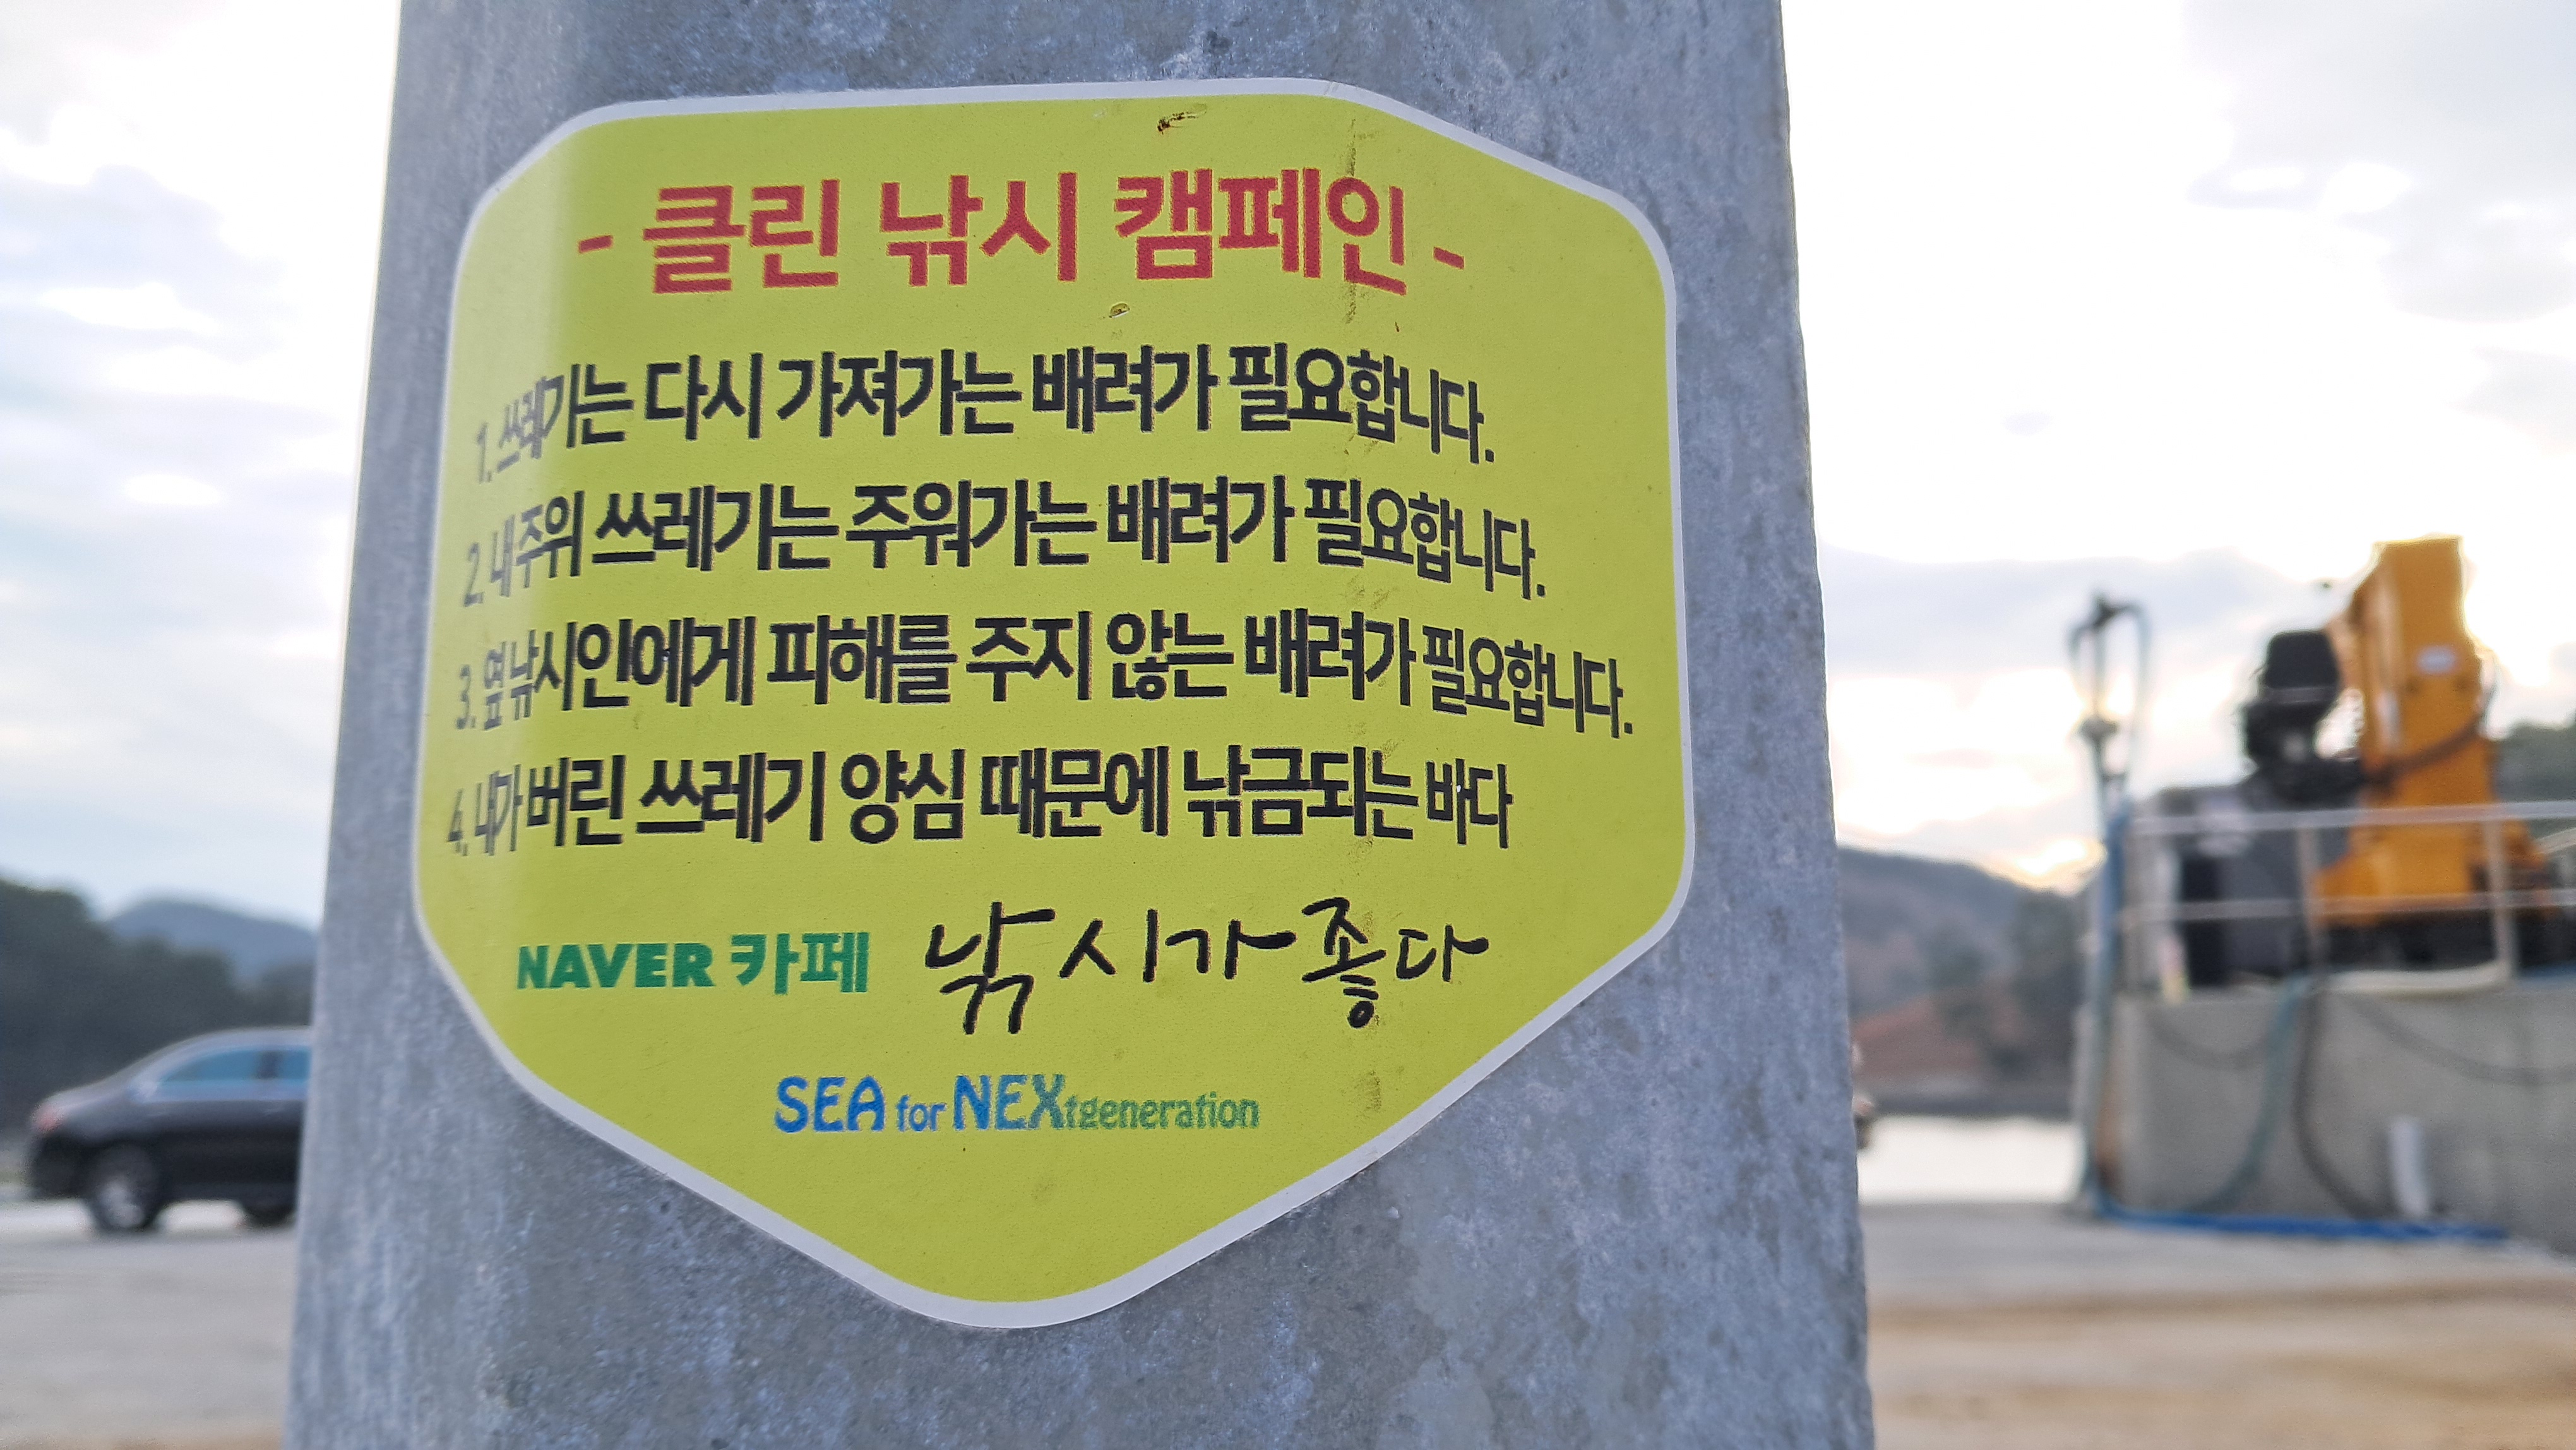 - 클린 낚시 캠페인 -
1. 쓰레기는 다시 가져가는 배려가 필요합니다.
2. 내 주위 쓰레기는 주워가는 배려가 필요합니다.
3. 옆 낚시인에게 피해를 주지 않는 배려가 필요합니다.
4. 내가 버린 쓰레기 양심 때문에 낚금되는 바다
NAVER 카페 낚시가좋다
SEA for NEXtgeneration